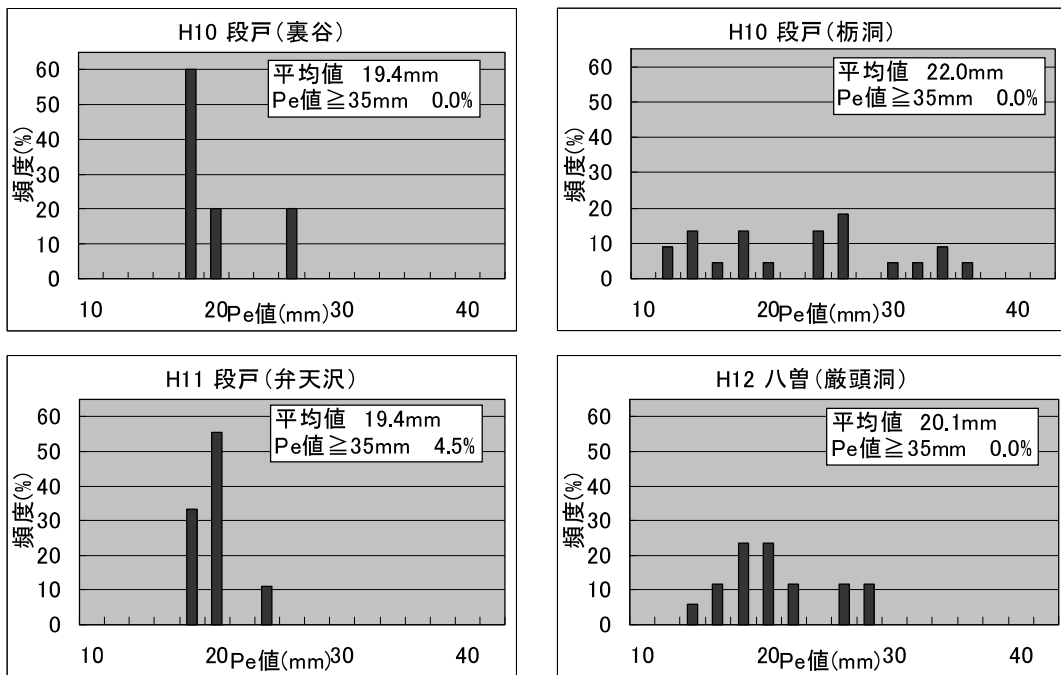 H10 段戸(裏谷)
平均値 19.4mm
Pe値≧35mm 0.0%
頻度(%)
60
50
40
30
20
10
0
10 20 30 40
Pe値(mm)
H10 段戸(栃洞)
平均値 22.0mm
Pe値≧35mm 0.0%
頻度(%)
60
50
40
30
20
10
0
10 20 30 40
Pe値(mm)
H11 段戸(弁天沢)
平均値 19.4mm
Pe値≧35mm 4.5%
頻度(%)
60
50
40
30
20
10
0
10 20 30 40
Pe値(mm)
H12 八曽(厳頭洞)
平均値 20.1mm
Pe値≧35mm 0.0%
頻度(%)
60
50
40
30
20
10
0
10 20 30 40
Pe値(mm)